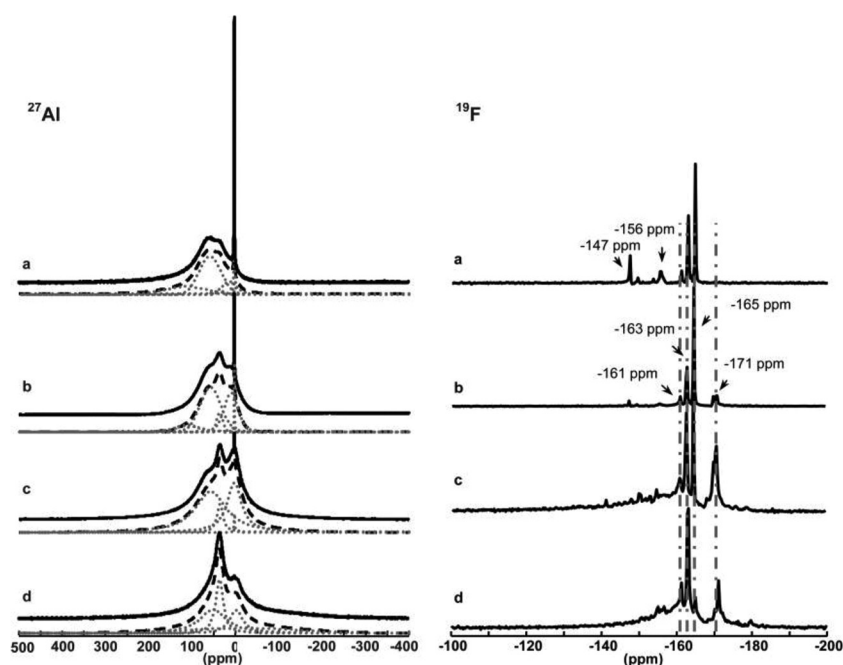 27Al
a
b
c
d
500 400 300 200 100 0 -100 -200 -300 -400
(ppm)
19F
-156 ppm
-147 ppm
a
-165 ppm
-163 ppm
-171 ppm
-161 ppm
b
c
d
-100 -120 -140 -160 -180 -200
(ppm)